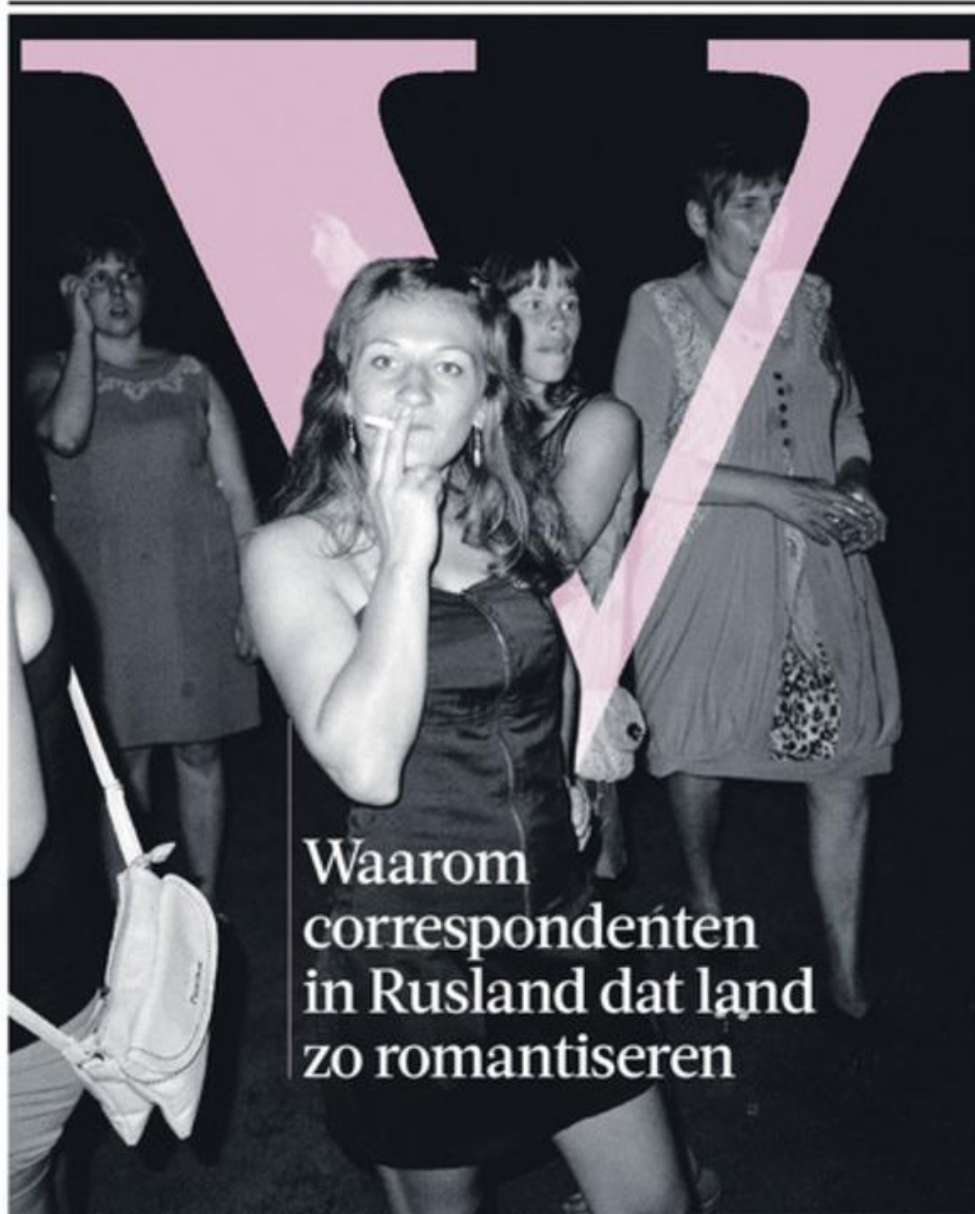 V
Waarom
correspondenten
in Rusland dat land
zo romantiseren